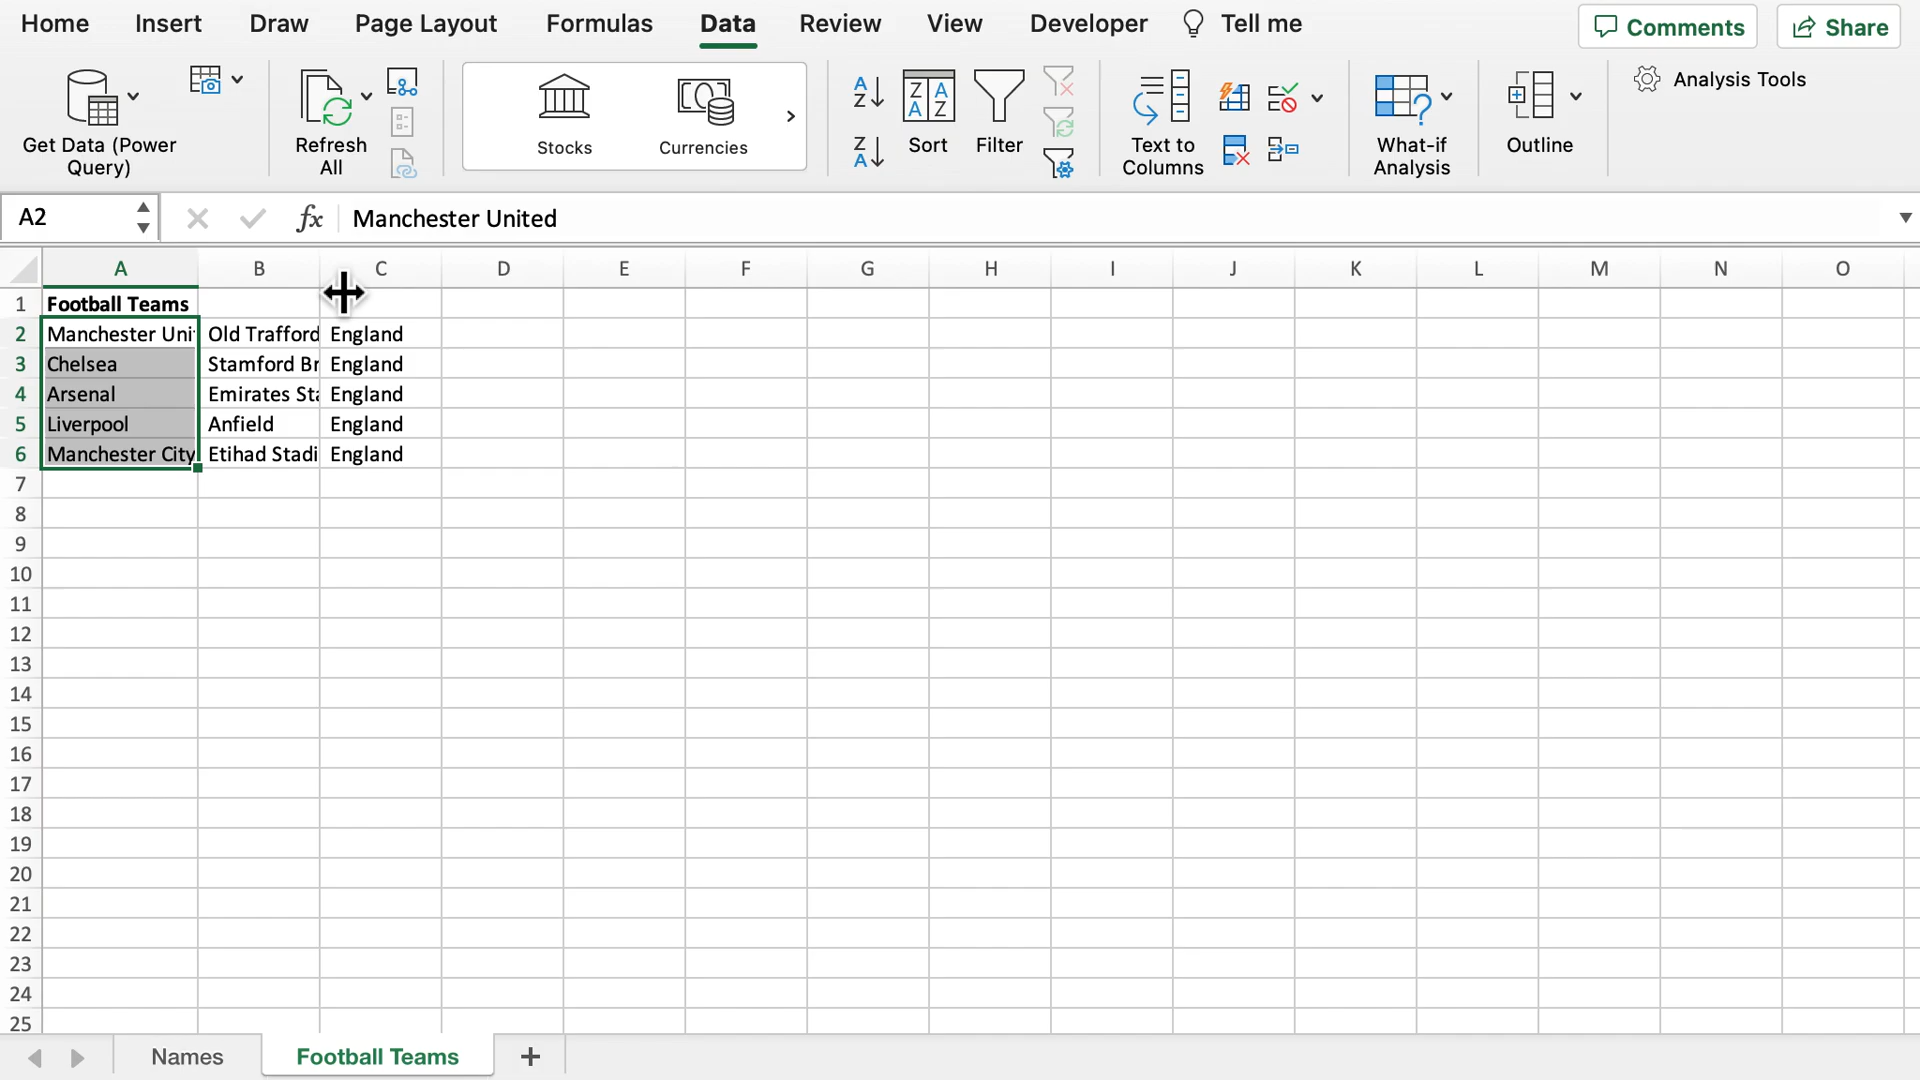 Home Insert Draw Page Layout Formulas Data Review View Developer Tell me Comments Share
Get Data (Power Query)
Refresh All
Stocks
Currencies
Sort
Filter
Text to Columns
What-if Analysis
Outline
Analysis Tools
A2 fx Manchester United
A B C D E F G H I J K L M N O
1 Football Teams
2 Manchester Uni Old Trafford England
3 Chelsea Stamford Br England
4 Arsenal Emirates Sta England
5 Liverpool Anfield England
6 Manchester City Etihad Stadi England
7
8
9
10
11
12
13
14
15
16
17
18
19
20
21
22
23
24
25
Names Football Teams +